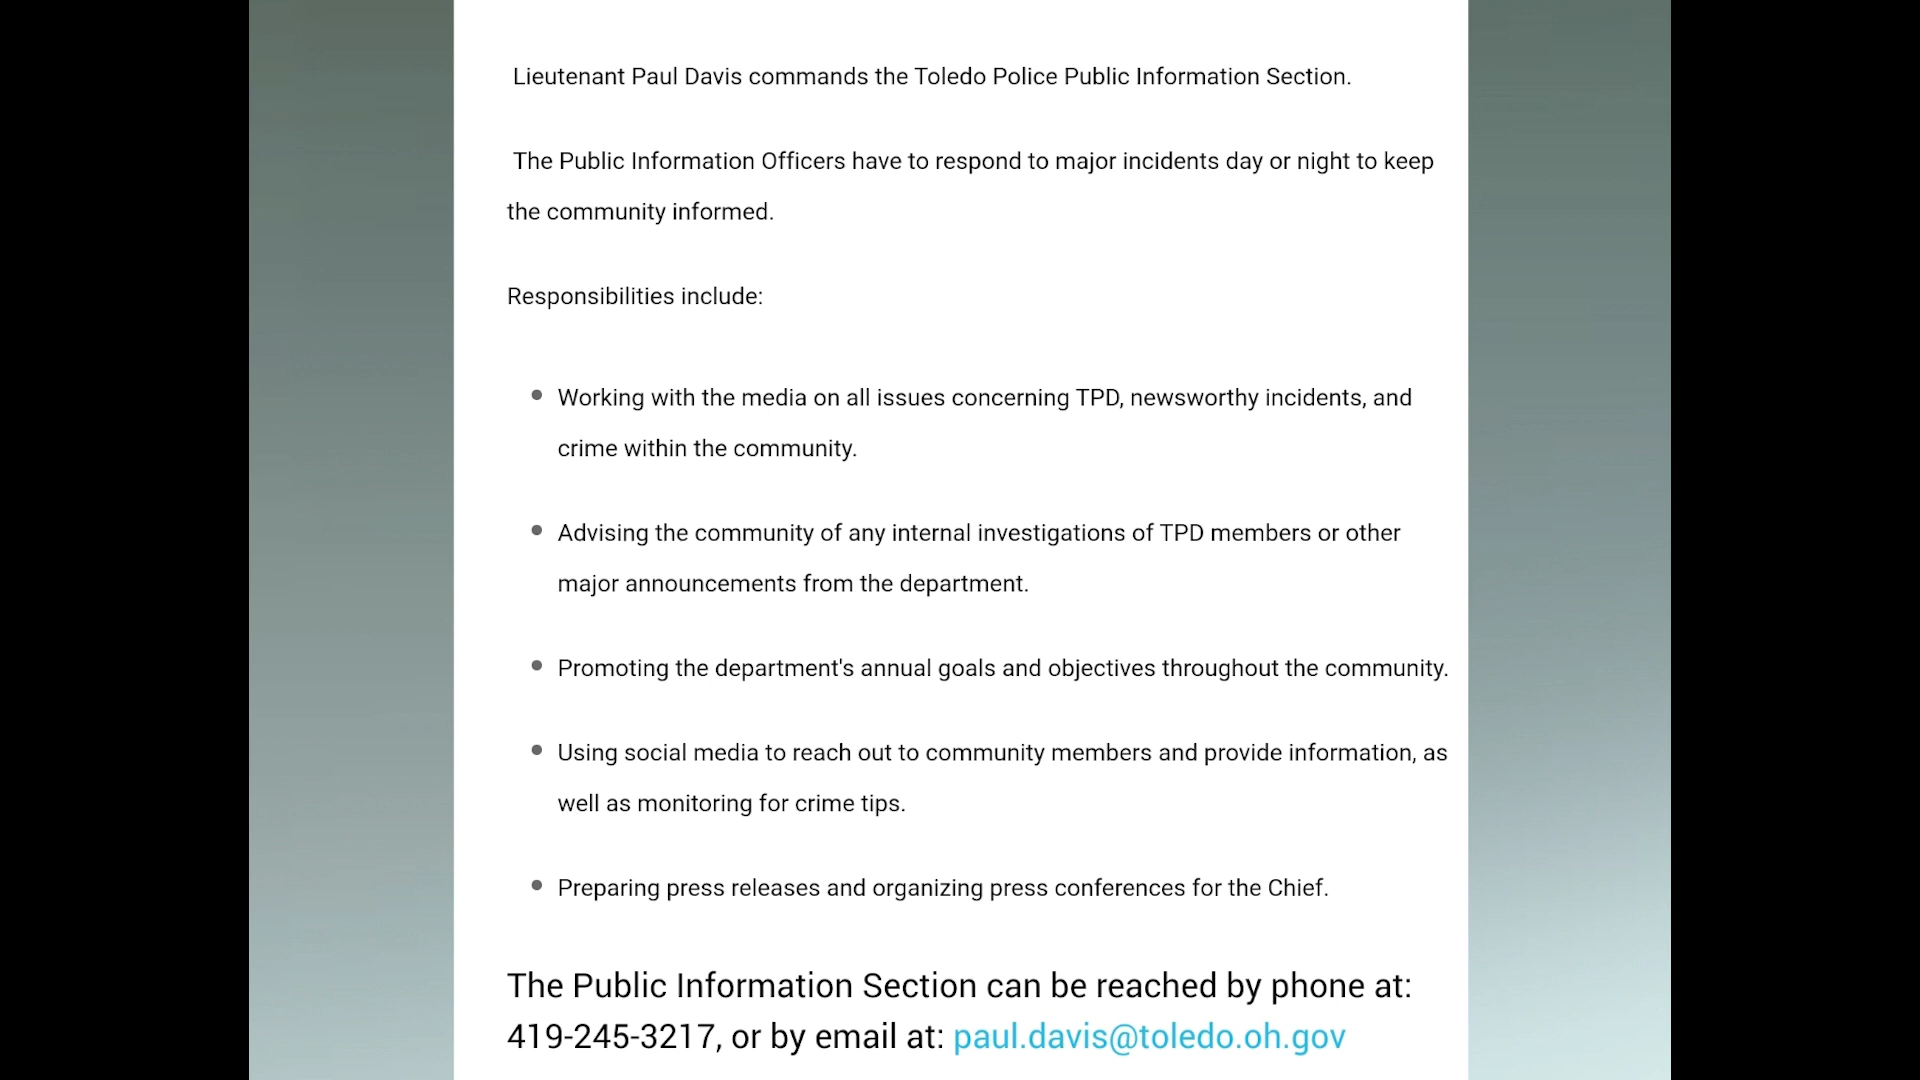 Lieutenant Paul Davis commands the Toledo Police Public Information Section.
The Public Information Officers have to respond to major incidents day or night to keep
the community informed.
Responsibilities include:
• Working with the media on all issues concerning TPD, newsworthy incidents, and
crime within the community.
• Advising the community of any internal investigations of TPD members or other
major announcements from the department.
• Promoting the department's annual goals and objectives throughout the community.
• Using social media to reach out to community members and provide information, as
well as monitoring for crime tips.
• Preparing press releases and organizing press conferences for the Chief.
The Public Information Section can be reached by phone at:
419-245-3217, or by email at: paul.davis@toledo.oh.gov